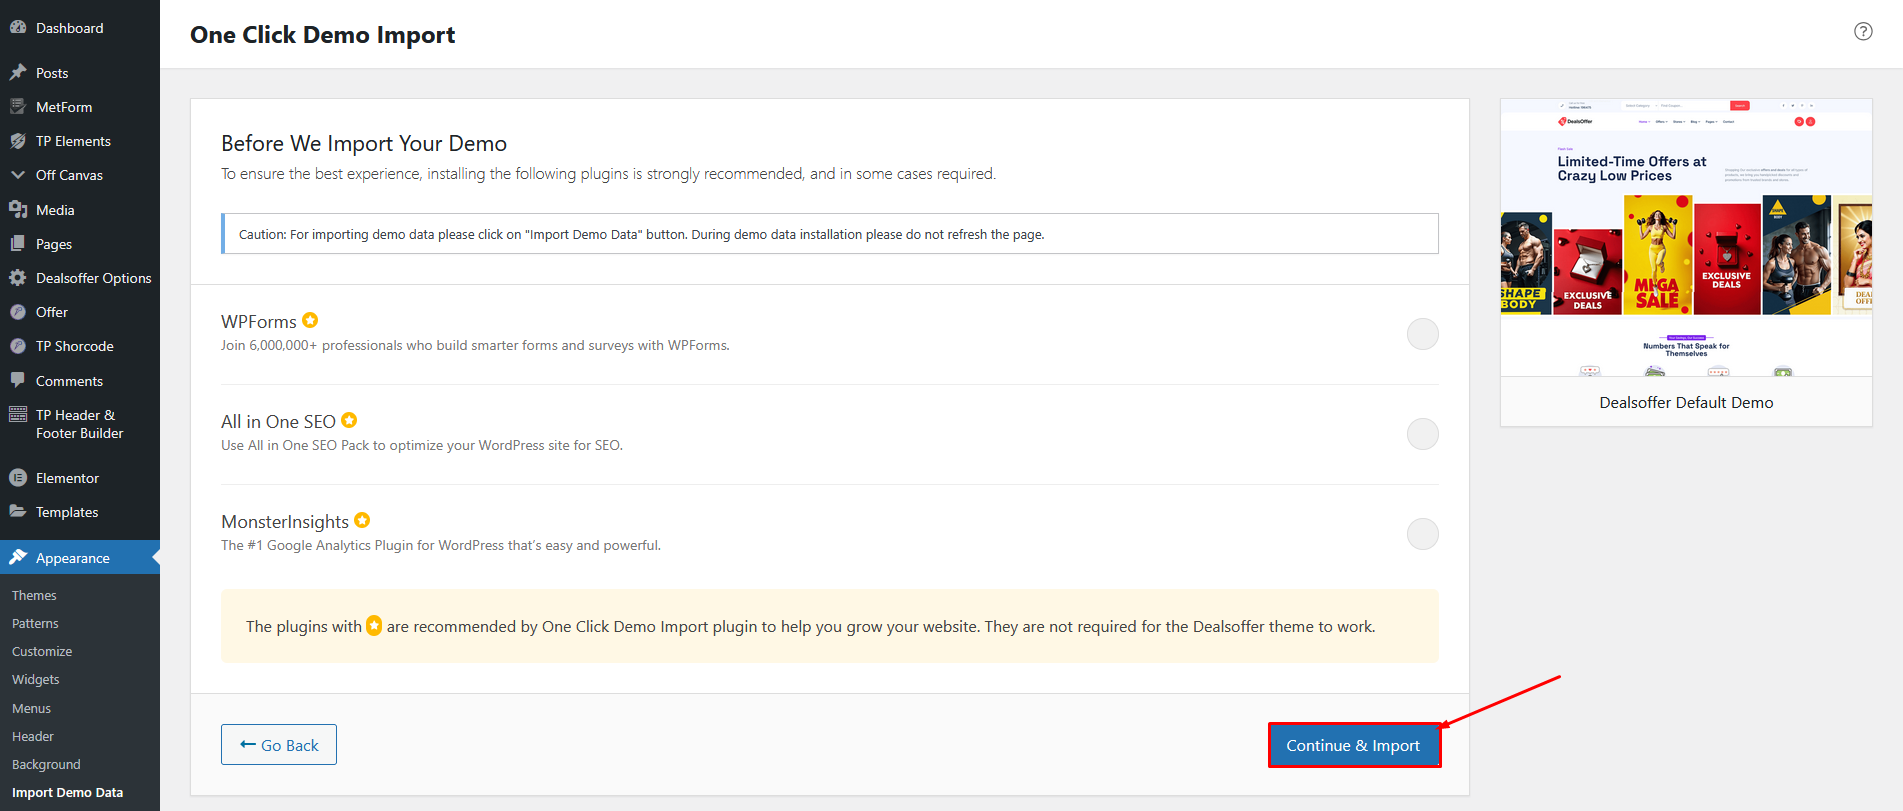 Dashboard
Posts
MetForm
TP Elements
Off Canvas
Media
Pages
Dealsoffer Options
Offer
TP Shorcode
Comments
TP Header &
Footer Builder
Elementor
Templates
Appearance
Themes
Patterns
Customize
Widgets
Menus
Header
Background
Import Demo Data
One Click Demo Import
Before We Import Your Demo
To ensure the best experience, installing the following plugins is strongly recommended, and in some cases required.
Caution: For importing demo data please click on "Import Demo Data" button. During demo data installation please do not refresh the page.
WPForms
Join 6,000,000+ professionals who build smarter forms and surveys with WPForms.
All in One SEO
Use All in One SEO Pack to optimize your WordPress site for SEO.
MonsterInsights
The #1 Google Analytics Plugin for WordPress that's easy and powerful.
The plugins with are recommended by One Click Demo Import plugin to help you grow your website. They are not required for the Dealsoffer theme to work.
Go Back
Continue & Import
DealsOffer
Home Offers Stores Blog Pages Contact
Limited-Time Offers at
Crazy Low Prices
SHAPE
BODY
EXCLUSIVE
DEALS
MEGA
SALE
EXCLUSIVE
DEALS
Numbers That Speak for
Themselves
Dealsoffer Default Demo